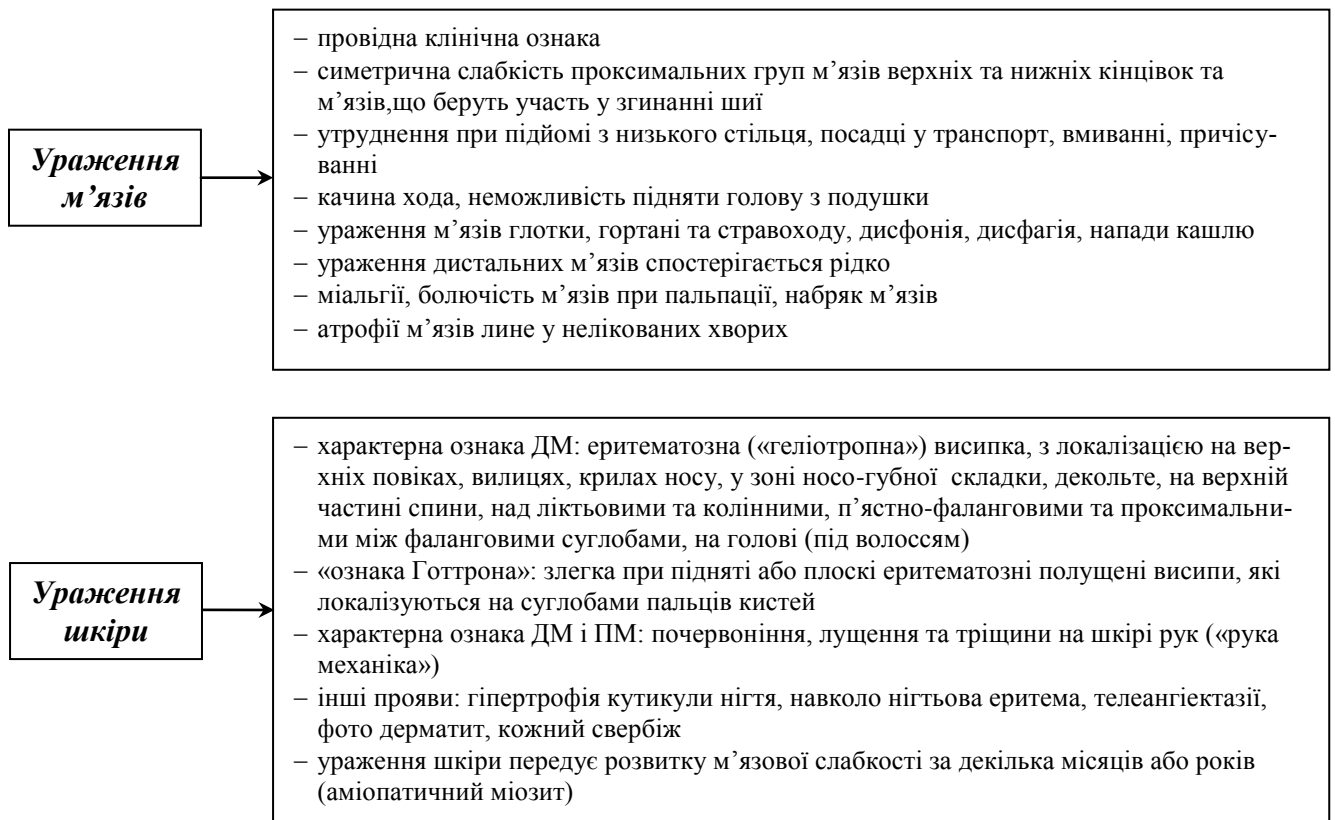 – провідна клінічна ознака
– симетрична слабкість проксимальних груп м’язів верхніх та нижніх кінцівок та
м’язів,що беруть участь у згинанні шиї
– утруднення при підйомі з низького стільця, посадці у транспорт, вмиванні, причісу-
ванні
– качина хода, неможливість підняти голову з подушки
– ураження м’язів глотки, гортані та стравоходу, дисфонія, дисфагія, напади кашлю
– ураження дистальних м’язів спостерігається рідко
– міальгії, болючість м’язів при пальпації, набряк м’язів
– атрофії м’язів лине у нелікованих хворих
Ураження
м’язів
– характерна ознака ДМ: еритематозна («геліотропна») висипка, з локалізацією на вер-
хніх повіках, вилицях, крилах носу, у зоні носо-губної складки, декольте, на верхній
частині спини, над ліктьовими та колінними, п’ястно-фаланговими та проксимальни-
ми між фаланговими суглобами, на голові (під волоссям)
– «ознака Готтрона»: злегка при підняті або плоскі еритематозні полущені висипи, які
локалізуються на суглобами пальців кистей
– характерна ознака ДМ і ПМ: почервоніння, лущення та тріщини на шкірі рук («рука
механіка»)
– інші прояви: гіпертрофія кутикули нігтя, навколо нігтьова еритема, телеангіектазії,
фото дерматит, кожний свербіж
– ураження шкіри передує розвитку м’язової слабкості за декілька місяців або років
(аміопатичний міозит)
Ураження
шкіри